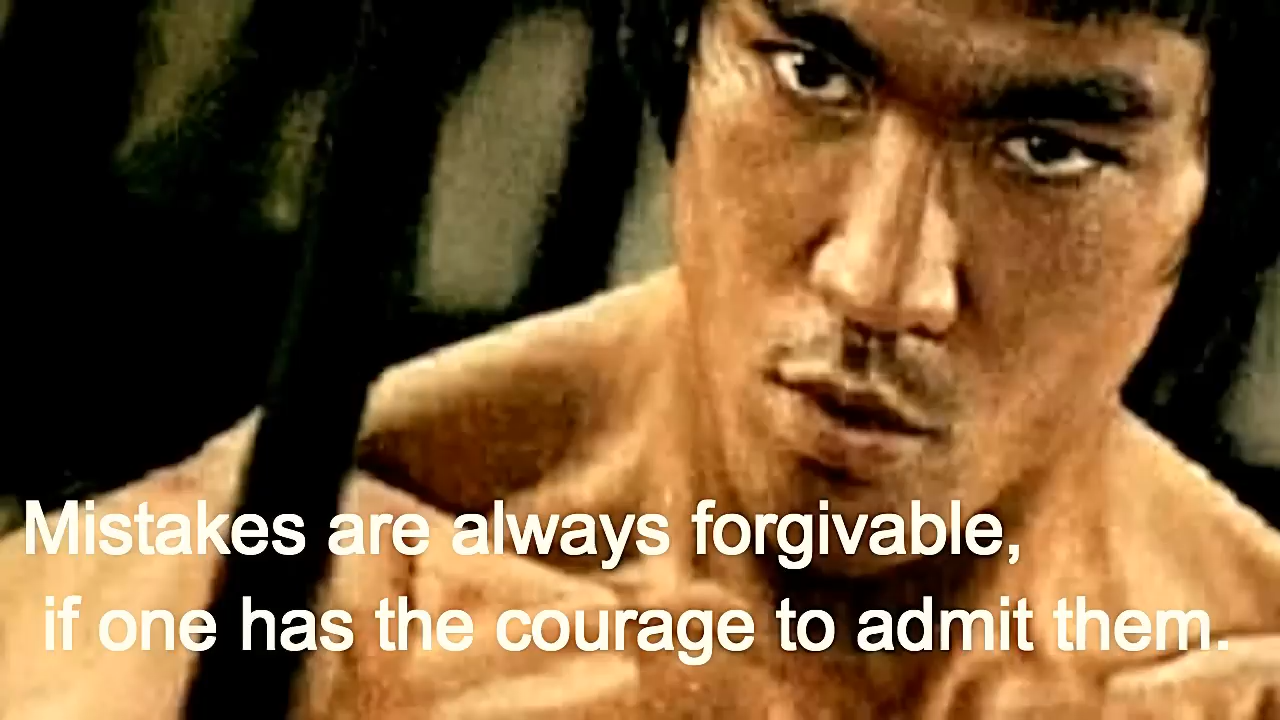 Mistakes are always forgivable,
if one has the courage to admit them.